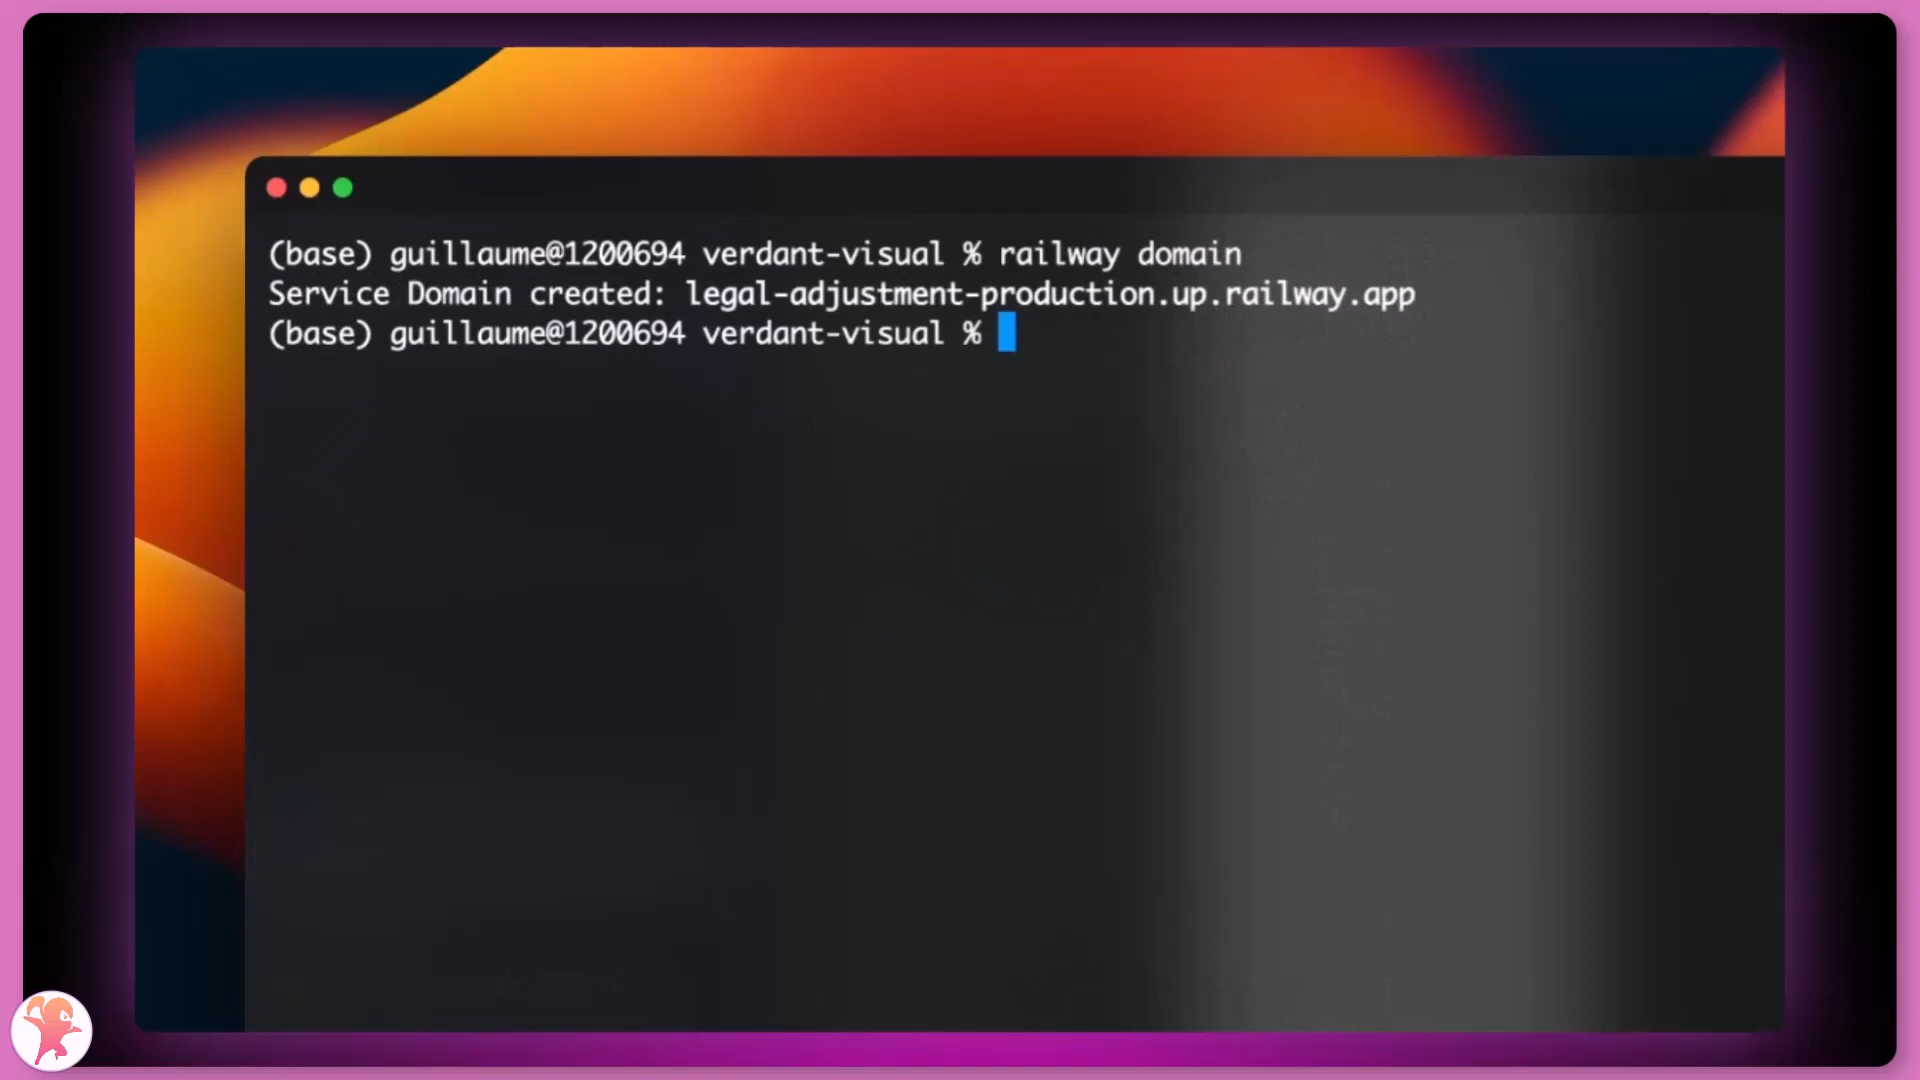 (base) guillaume@1200694 verdant-visual % railway domain
Service Domain created: legal-adjustment-production.up.railway.app
(base) guillaume@1200694 verdant-visual %